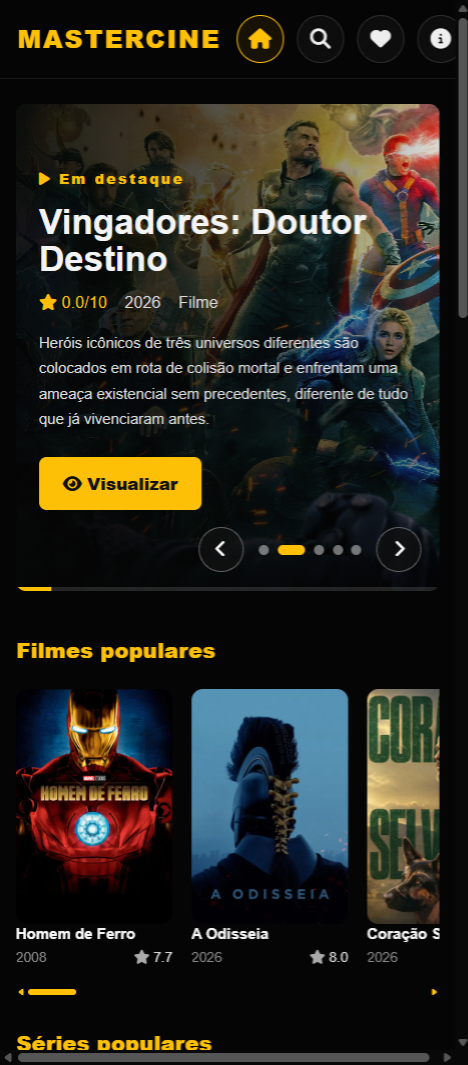 MASTERCINE
Em destaque
Vingadores: Doutor
Destino
0.0/10 2026 Filme
Heróis icônicos de três universos diferentes são
colocados em rota de colisão mortal e enfrentam uma
ameaça existencial sem precedentes, diferente de tudo
que já vivenciaram antes.
Visualizar
Filmes populares
HOMEM DE FERRO
A ODISSEIA
CORA
SELV
Homem de Ferro
A Odisseia
Coração S
2008
7.7
2026
8.0
2026
Séries populares